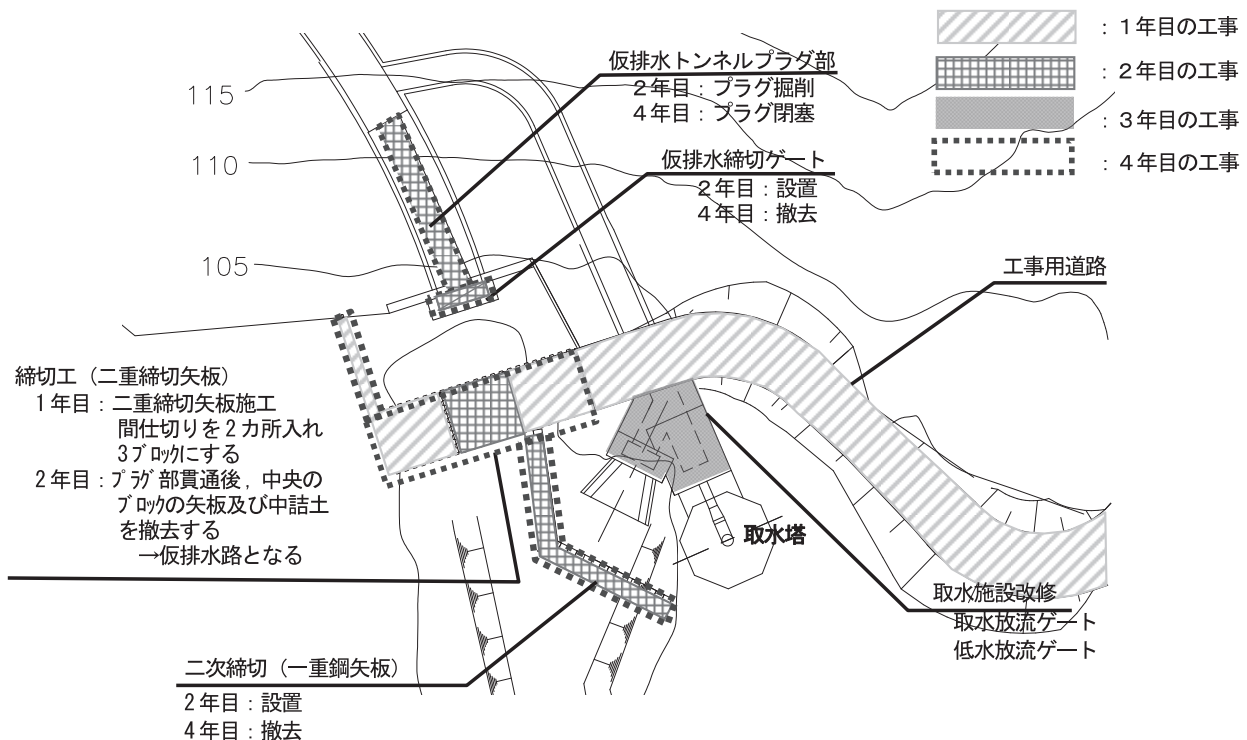 ：１年目の工事
：２年目の工事
：３年目の工事
：４年目の工事
仮排水トンネルプラグ部
２年目：プラグ掘削
４年目：プラグ閉塞
115
110
仮排水締切ゲート
２年目：設置
４年目：撤去
105
工事用道路
締切工（二重締切矢板）
１年目：二重締切矢板施工
間仕切りを２カ所入れ
３ブロックにする
２年目：プラグ部貫通後，中央の
ブロックの矢板及び中詰土
を撤去する
→仮排水路となる
取水塔
取水施設改修
取水放流ゲート
低水放流ゲート
二次締切（一重鋼矢板）
２年目：設置
４年目：撤去